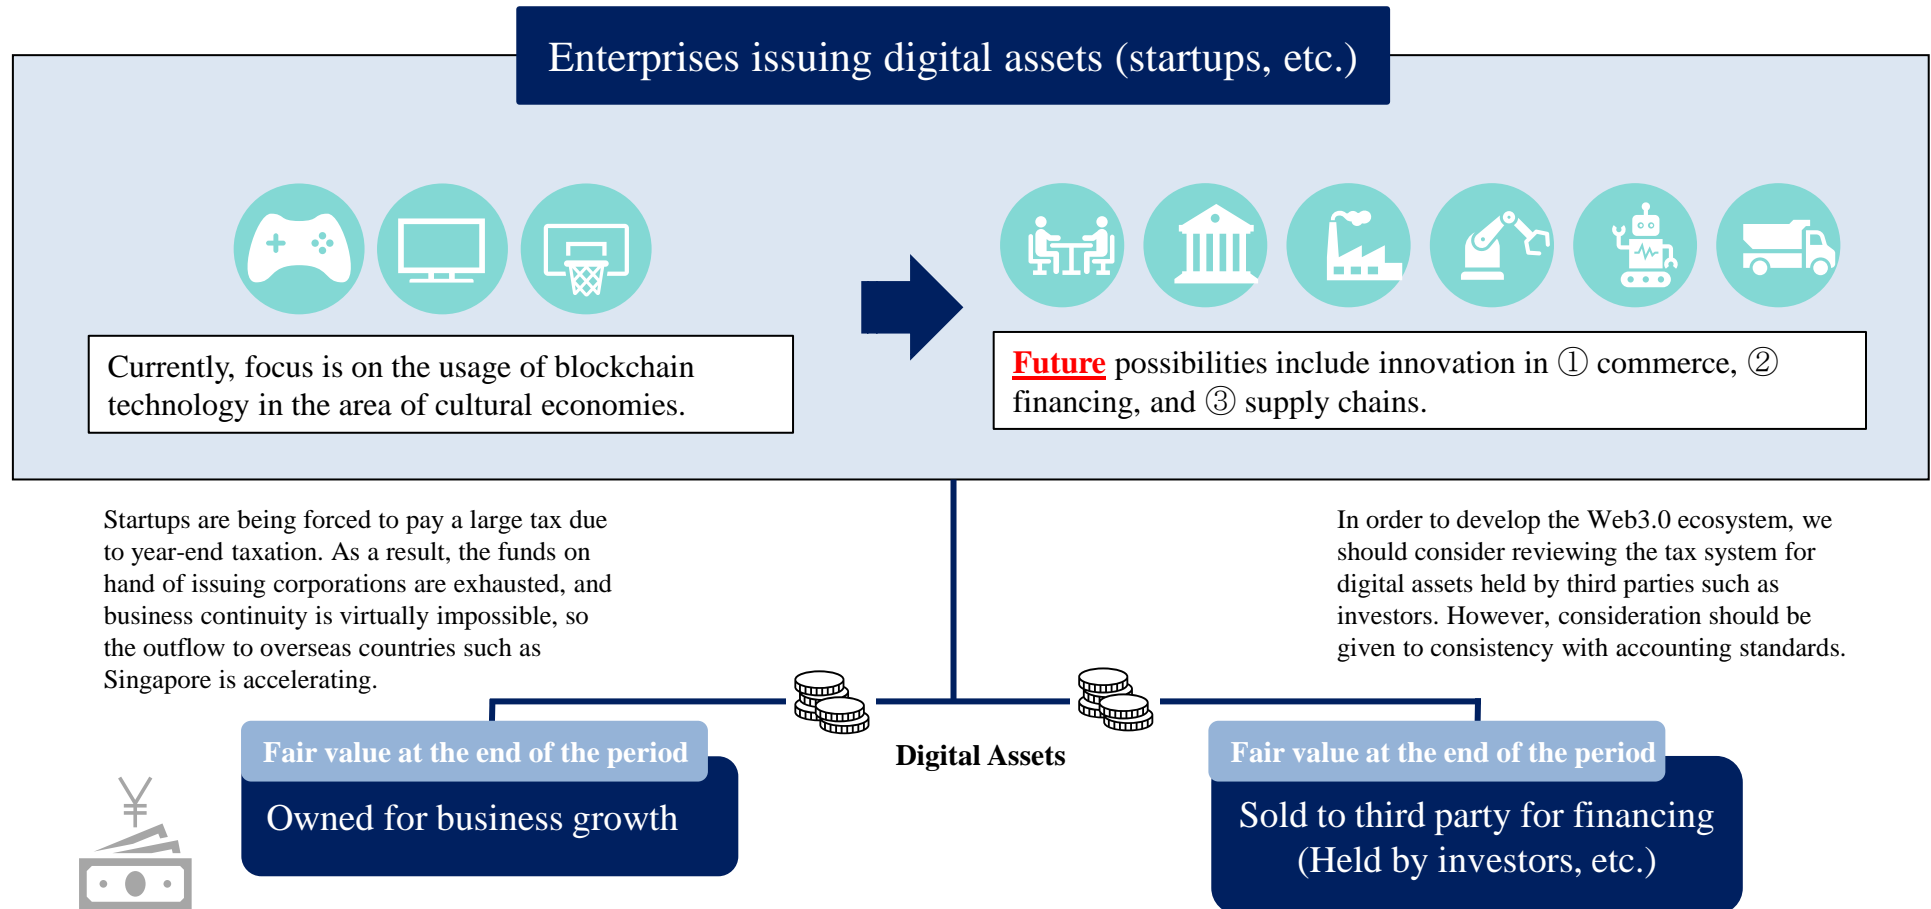 Enterprises issuing digital assets (startups, etc.)
Currently, focus is on the usage of blockchain
technology in the area of cultural economies.
Future possibilities include innovation in ① commerce, ②
financing, and ③ supply chains.
Startups are being forced to pay a large tax due
to year-end taxation. As a result, the funds on
hand of issuing corporations are exhausted, and
business continuity is virtually impossible, so
the outflow to overseas countries such as
Singapore is accelerating.
In order to develop the Web3.0 ecosystem, we
should consider reviewing the tax system for
digital assets held by third parties such as
investors. However, consideration should be
given to consistency with accounting standards.
Fair value at the end of the period
Owned for business growth
Digital Assets
Fair value at the end of the period
Sold to third party for financing
(Held by investors, etc.)
¥